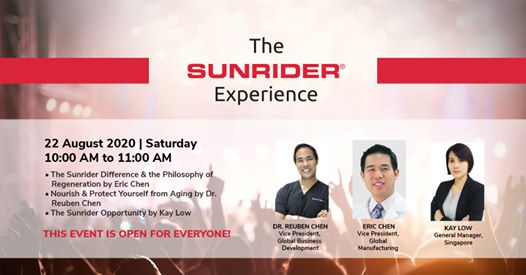 The
SUNRIDER®
Experience
22 August 2020 | Saturday
10:00 AM to 11:00 AM
• The Sunrider Difference & the Philosophy of
Regeneration by Eric Chen
• Nourish & Protect Yourself from Aging by Dr.
Reuben Chen
• The Sunrider Opportunity by Kay Low
THIS EVENT IS OPEN FOR EVERYONE!
DR. REUBEN CHEN
Vice President,
Global Business
Development
ERIC CHEN
Vice President,
Global
Manufacturing
KAY LOW
General Manager,
Singapore